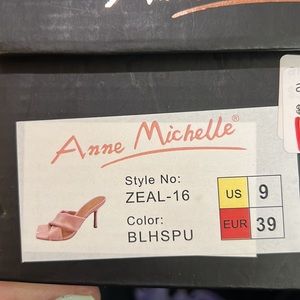 Anne Michelle®
Style No:
ZEAL-16
Color:
BLHSPU
US 9
EUR 39